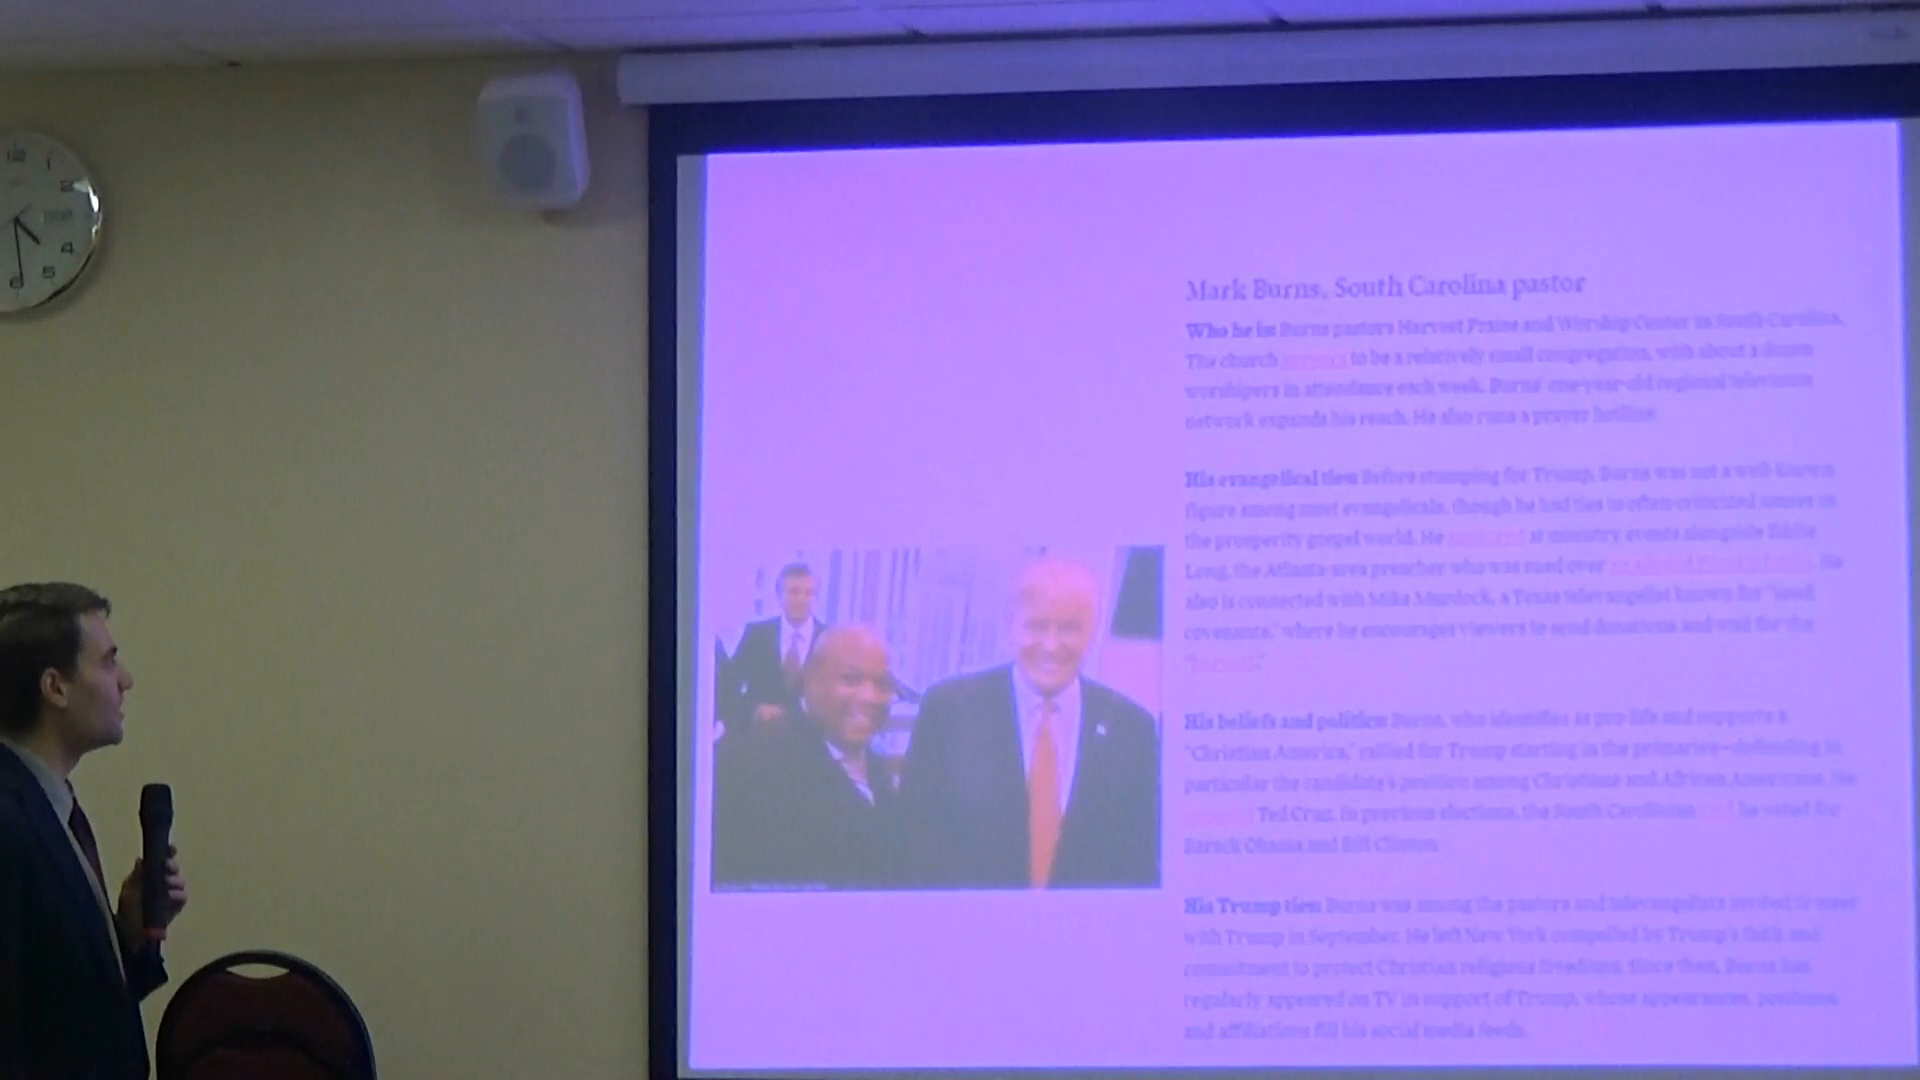 12
1
2
4
5
6
Mark Burns, South Carolina pastor
Who he is: Burns pastors Harvest Praise and Worship Center in South Carolina.
The church to be a relatively small congregation, with about a dozen
worshipers in attendance each week. Burns' one-year-old regional television
network expands his reach. He also runs a prayer hotline.
His evangelical ties: Before stumping for Trump, Burns was not a well-known
figure among most evangelicals, though he had ties to often-criticized names in
the prosperity gospel world. He at ministry events alongside Eddie
Long, the Atlanta-area preacher who was sued over He
also is connected with Mike Murdock, a Texas televangelist known for "seed
covenants," where he encourages viewers to send donations and wait for the
His beliefs and politics: Burns, who identifies as pro-life and supports a
"Christian America," rallied for Trump starting in the primaries—defending in
particular the candidate's position among Christians and African Americans. He
Ted Cruz. In previous elections, the South Carolinian he voted for
Barack Obama and Bill Clinton.
His Trump ties: Burns was among the pastors and televangelists invited to meet
with Trump in September. He left New York compelled by Trump's faith and
commitment to protect Christian religious freedoms. Since then, Burns has
regularly appeared on TV in support of Trump, whose appearances, positions
and affiliations fill his social media feeds.